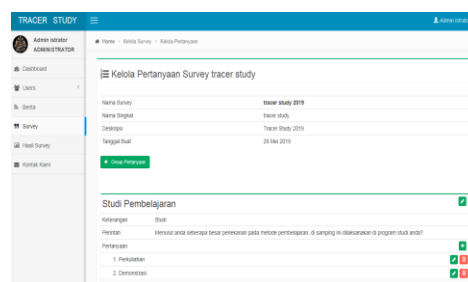 TRACER STUDY
Admin istrator
Admin istrator
ADMINISTRATOR
Home Kelola Survey Kelola Pertanyaan
Dashboard
Users
Berita
Survey
Hasil Survey
Kontak Kami
Kelola Pertanyaan Survey tracer study
Nama Survey tracer study 2019
Nama Singkat tracer study
Deskripsi Tracer Study 2019
Tanggal Buat 28 Mei 2019
+ Group Pertanyaan
Studi Pembelajaran
Keterangan Studi
Perintah Menurut anda seberapa besar penekanan pada metode pembelajaran, di samping ini dilaksanakan di program studi anda?
Pertanyaan
1. Perkuliahan
2. Demonstrasi